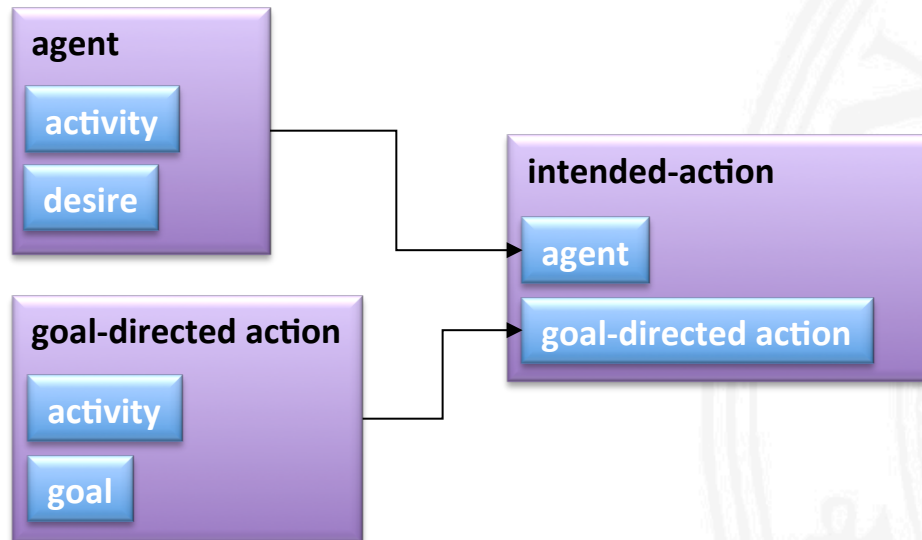 agent
activity
desire
goal-directed action
activity
goal
intended-action
agent
goal-directed action